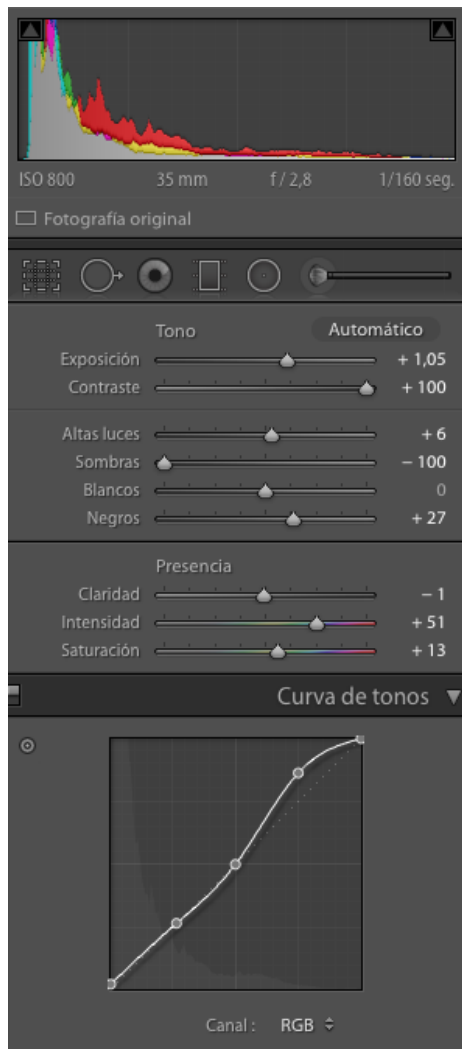 ISO 800 35 mm f / 2,8 1/160 seg.
Fotografía original
Tono Automático
Exposición + 1,05
Contraste + 100
Altas luces + 6
Sombras − 100
Blancos 0
Negros + 27
Presencia
Claridad − 1
Intensidad + 51
Saturación + 13
Curva de tonos
Canal : RGB